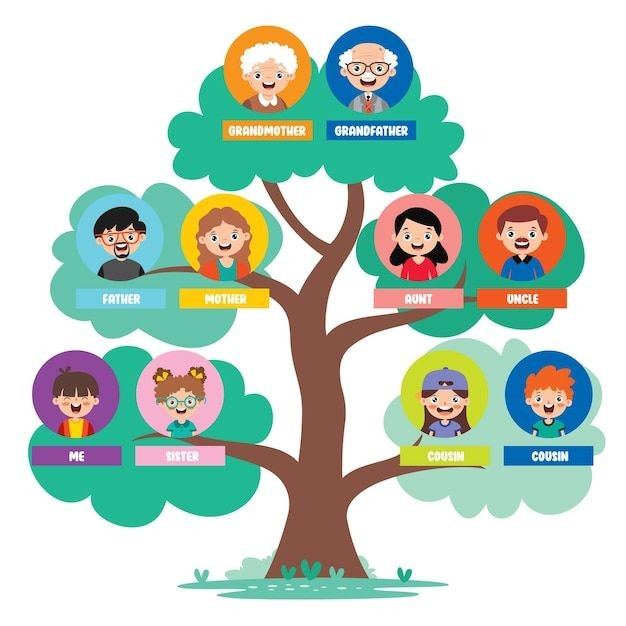 GRANDMOTHER
GRANDFATHER
FATHER
MOTHER
AUNT
UNCLE
ME
SISTER
COUSIN
COUSIN